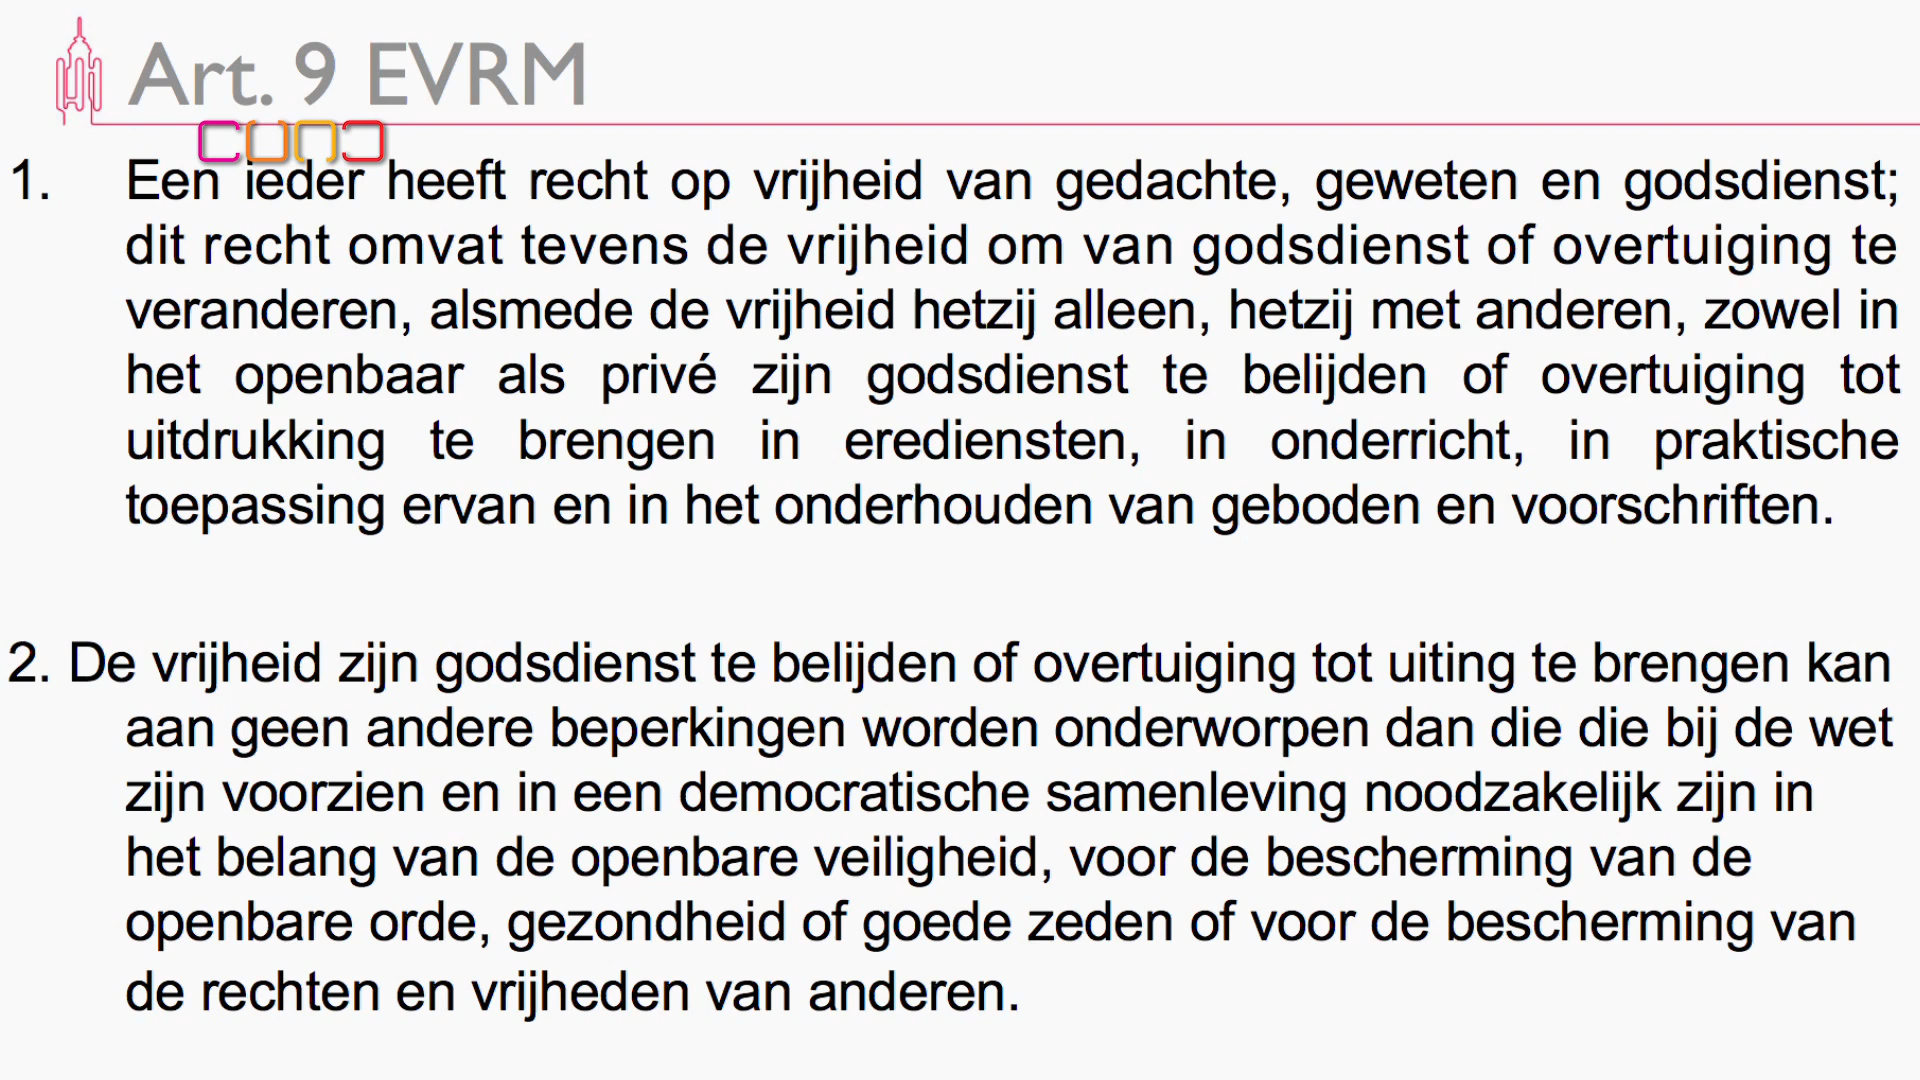 Art. 9 EVRM
1. Een ieder heeft recht op vrijheid van gedachte, geweten en godsdienst;
dit recht omvat tevens de vrijheid om van godsdienst of overtuiging te
veranderen, alsmede de vrijheid hetzij alleen, hetzij met anderen, zowel in
het openbaar als privé zijn godsdienst te belijden of overtuiging tot
uitdrukking te brengen in erediensten, in onderricht, in praktische
toepassing ervan en in het onderhouden van geboden en voorschriften.
2. De vrijheid zijn godsdienst te belijden of overtuiging tot uiting te brengen kan
aan geen andere beperkingen worden onderworpen dan die die bij de wet
zijn voorzien en in een democratische samenleving noodzakelijk zijn in
het belang van de openbare veiligheid, voor de bescherming van de
openbare orde, gezondheid of goede zeden of voor de bescherming van
de rechten en vrijheden van anderen.